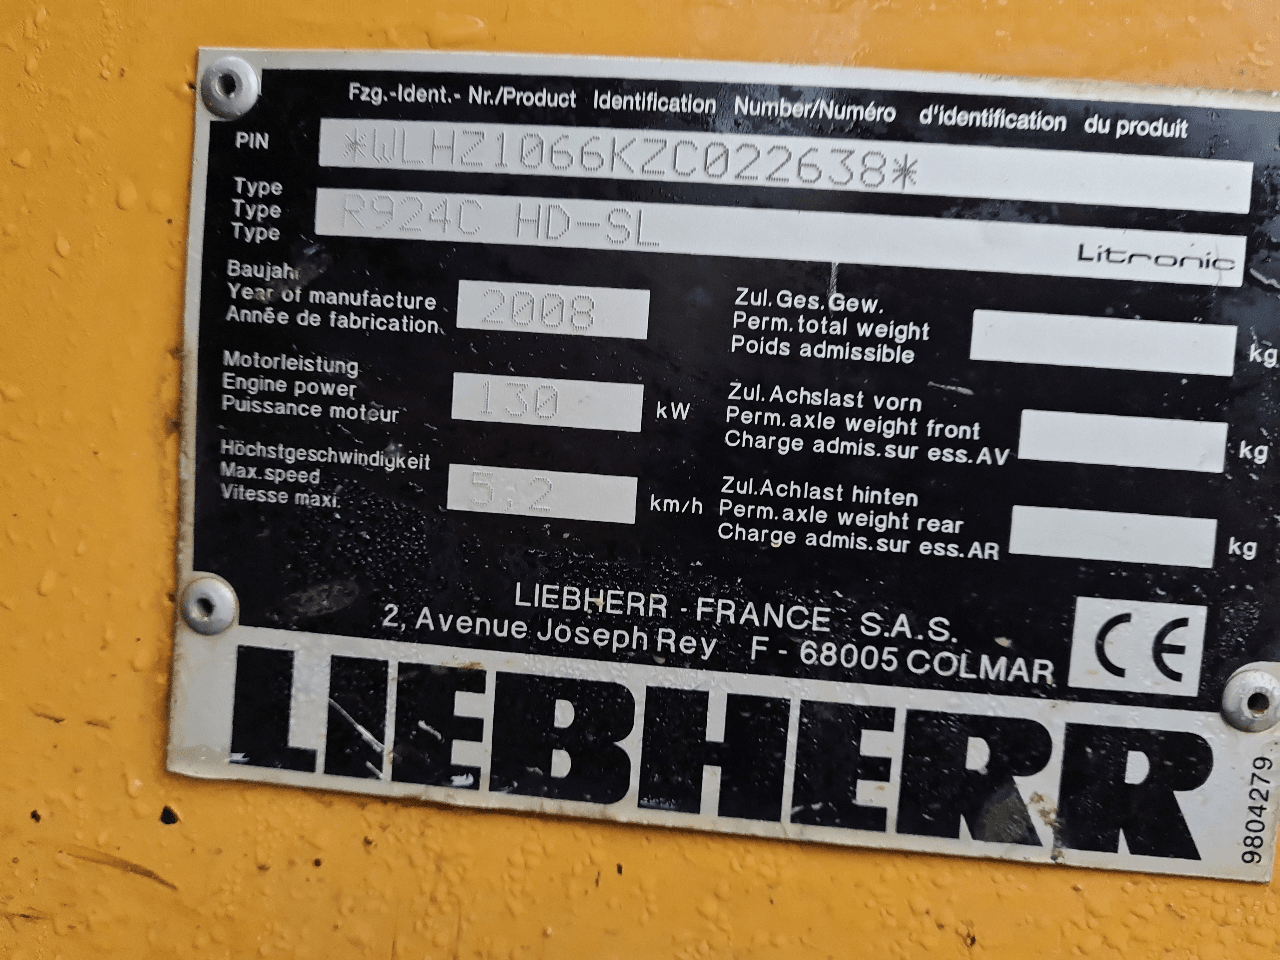 Fzg.-Ident.- Nr./Product Identification Number/Numéro d'identification du produit
PIN *WLHZ1066KZC022638*
Type
Type R924C HD-SL Litronic
Type
Baujahr
Year of manufacture 2008
Année de fabrication
Zul.Ges.Gew.
Perm.total weight kg
Poids admissible
Motorleistung
Engine power 130 kW
Puissance moteur
Zul.Achslast vorn
Perm.axle weight front kg
Charge admis.sur ess.AV
Höchstgeschwindigkeit
Max.speed 5,2 km/h
Vitesse maxi.
Zul.Achlast hinten
Perm.axle weight rear kg
Charge admis.sur ess.AR
LIEBHERR - FRANCE S.A.S.
2, Avenue Joseph Rey F - 68005 COLMAR
CE
LIEBHERR
9804279